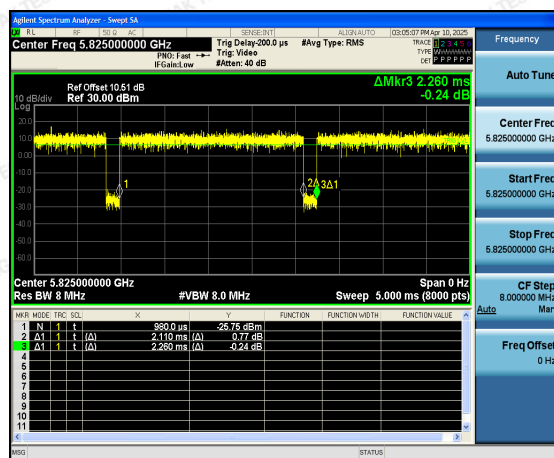 Agilent Spectrum Analyzer - Swept SA
RL RF 50 Ω AC SENSE:INT ALIGN AUTO 03:05:07 PM Apr 10, 2025
Center Freq 5.825000000 GHz
Trig Delay-200.0 µs #Avg Type: RMS
TRACE 1 2 3 4 5 6
PNO: Fast Trig: Video
TYPE
IFGain:Low #Atten: 40 dB
DET P P P P P P
ΔMkr3 2.260 ms
-0.24 dB
Ref Offset 10.51 dB
10 dB/div Ref 30.00 dBm
Log
20.0
10.0
0.00
-10.0
-20.0
-30.0
-40.0
-50.0
-60.0
1
2Δ 3Δ1
Center 5.825000000 GHz Span 0 Hz
Res BW 8 MHz #VBW 8.0 MHz Sweep 5.000 ms (8000 pts)
MKR MODE TRC SCL X Y FUNCTION FUNCTION WIDTH FUNCTION VALUE
1 N 1 t 980.0 µs -25.75 dBm
2 Δ1 1 t (Δ) 2.110 ms (Δ) 0.77 dB
3 Δ1 1 t (Δ) 2.260 ms (Δ) -0.24 dB
4
5
6
7
8
9
10
11
MSG STATUS
Frequency
Auto Tune
Center Freq
5.825000000 GHz
Start Freq
5.825000000 GHz
Stop Freq
5.825000000 GHz
CF Step
8.000000 MHz
Auto Man
Freq Offset
0 Hz